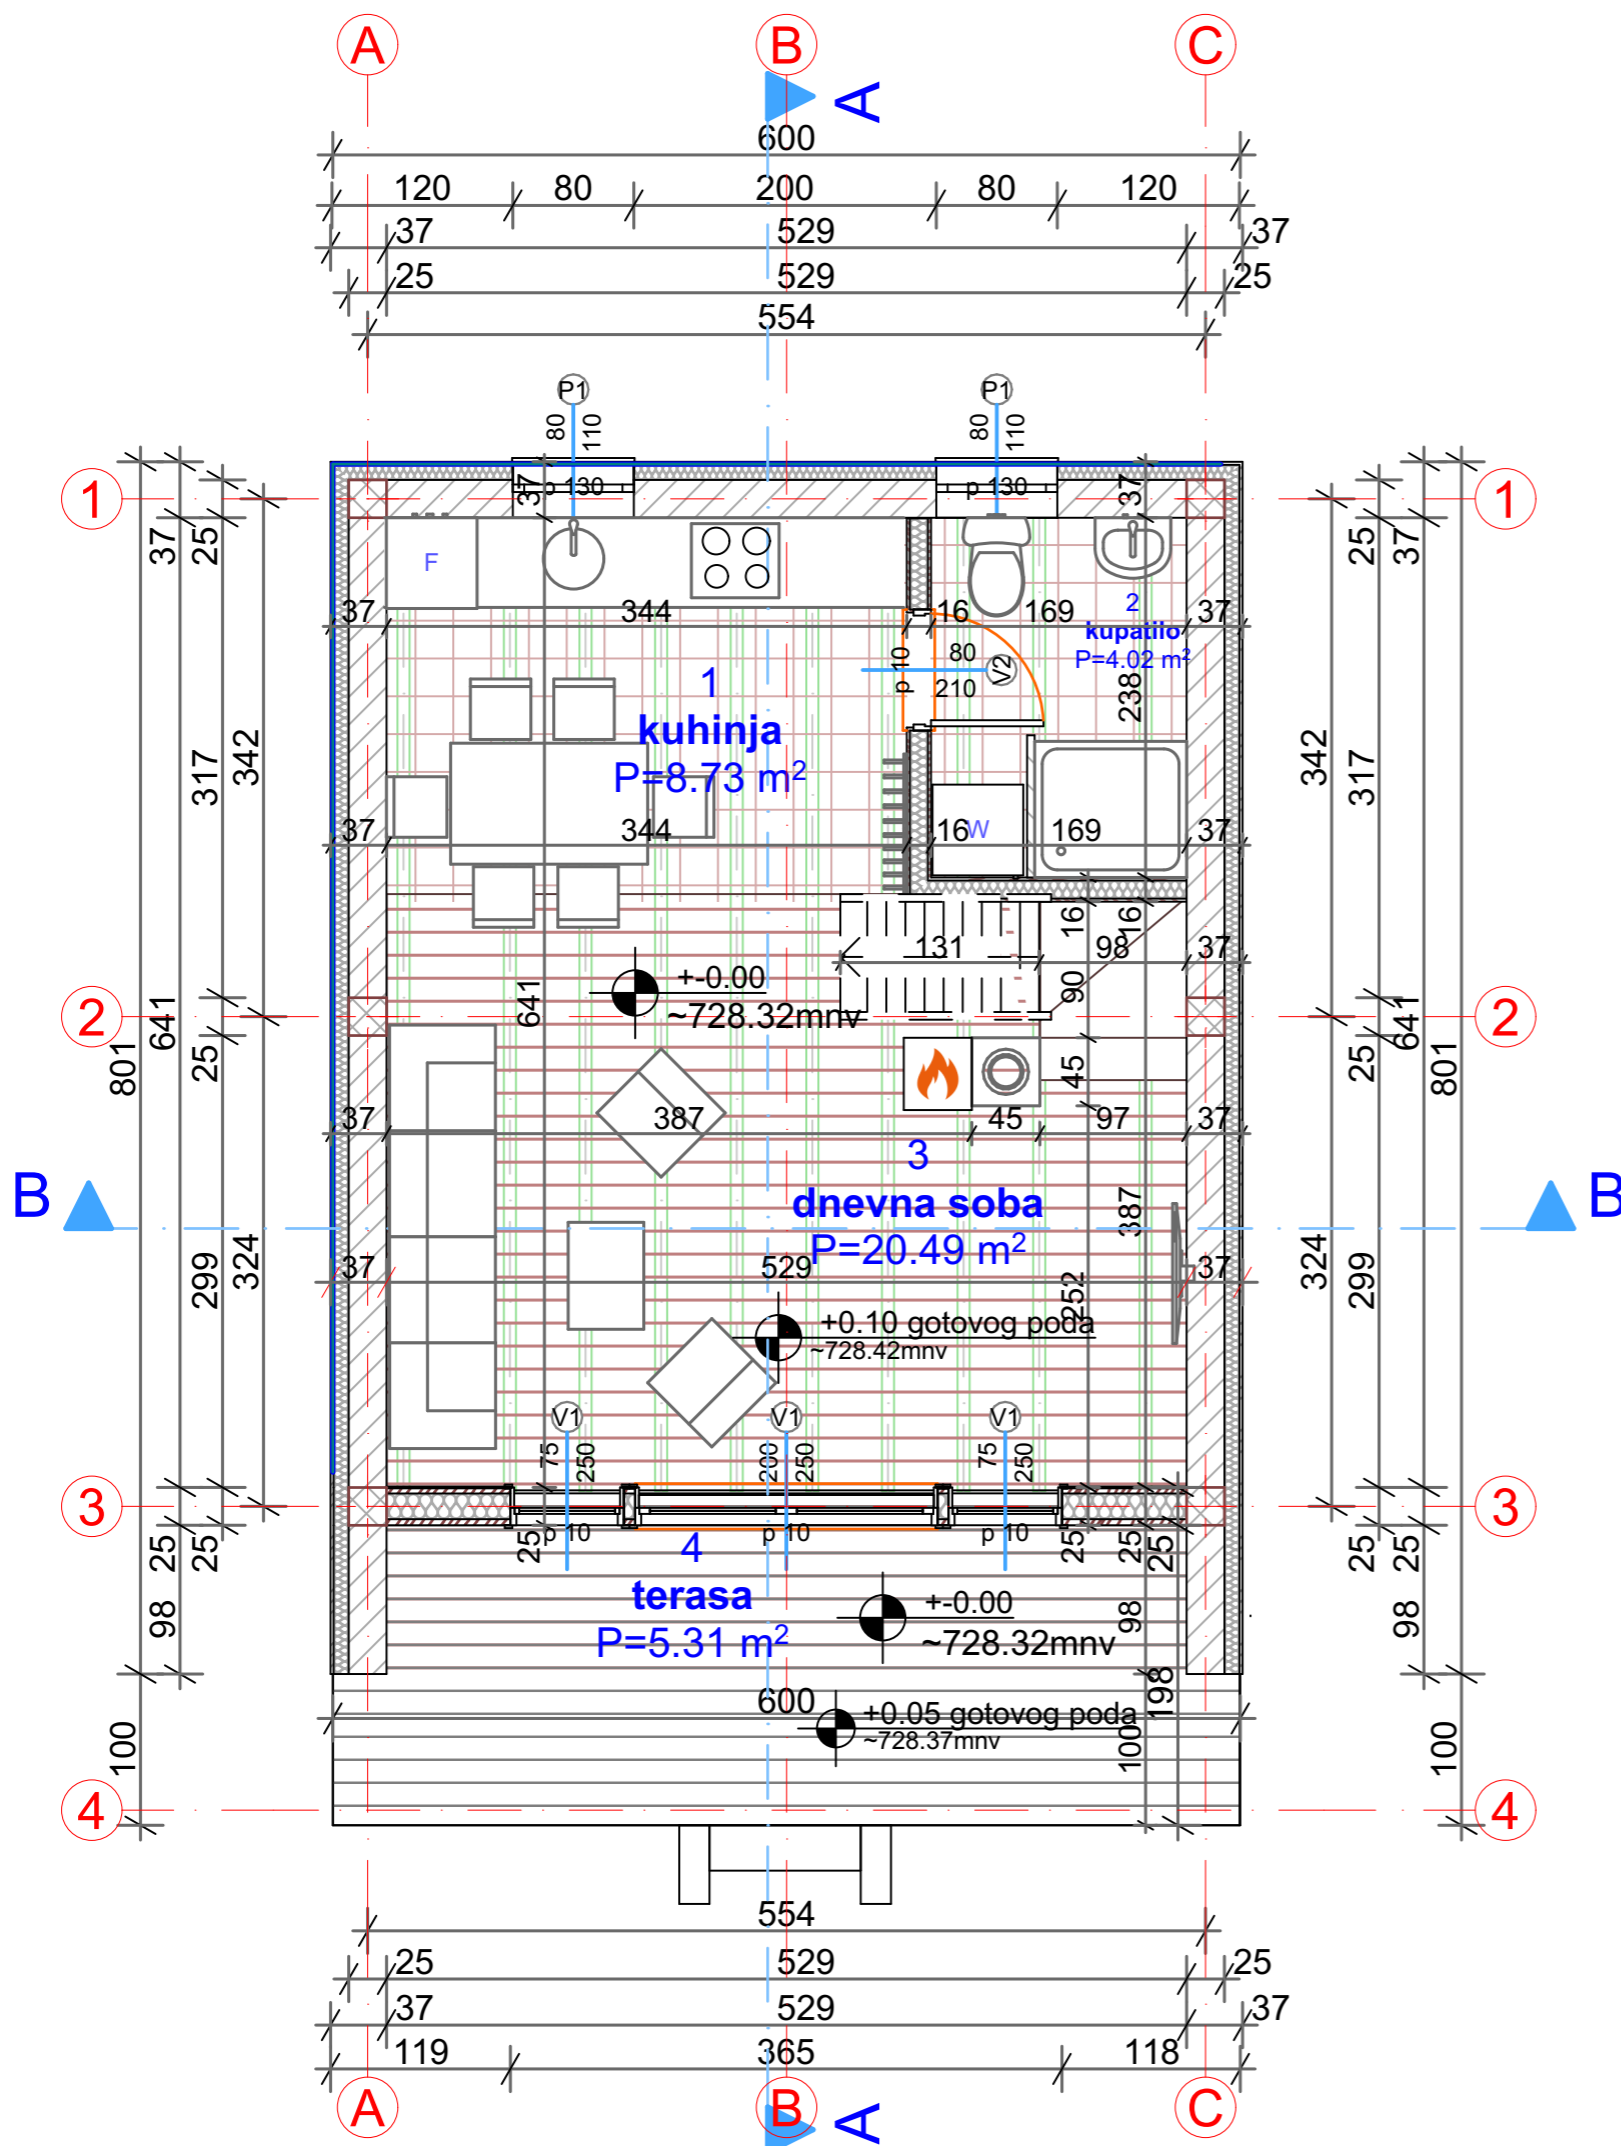 A B C
A
600
120 80 200 80 120
37 529 37
25 529 25
554
P1 P1
80 110 80 110
1 37 p 130 p 130 37 1
37 25 25 37
F
37 344 16 169 37
2
kupatilo
P=4.02 m²
p 10 80 210 V2
238
1
kuhinja
P=8.73 m²
342 317 342 317
37 344 16 W 169 37
16 16
131 98 37
90
+-0.00
~728.32mnv
641
2 2
801 641 25 25 641 801
45
37 387 45 97 37
3
dnevna soba
P=20.49 m²
387
B B
324 299 324 299
37 529 37
252
+0.10 gotovog poda
~728.42mnv
V1 V1 V1
75 250 200 250 75 250
3 3
p 10 p 10 p 10
25 25 25 25 25 25 25 25
4
terasa
P=5.31 m²
+-0.00
~728.32mnv
98 98 98
600
198
+0.05 gotovog poda
~728.37mnv
100 100 100
4 4
554
25 529 25
37 529 37
119 365 118
A B C
A